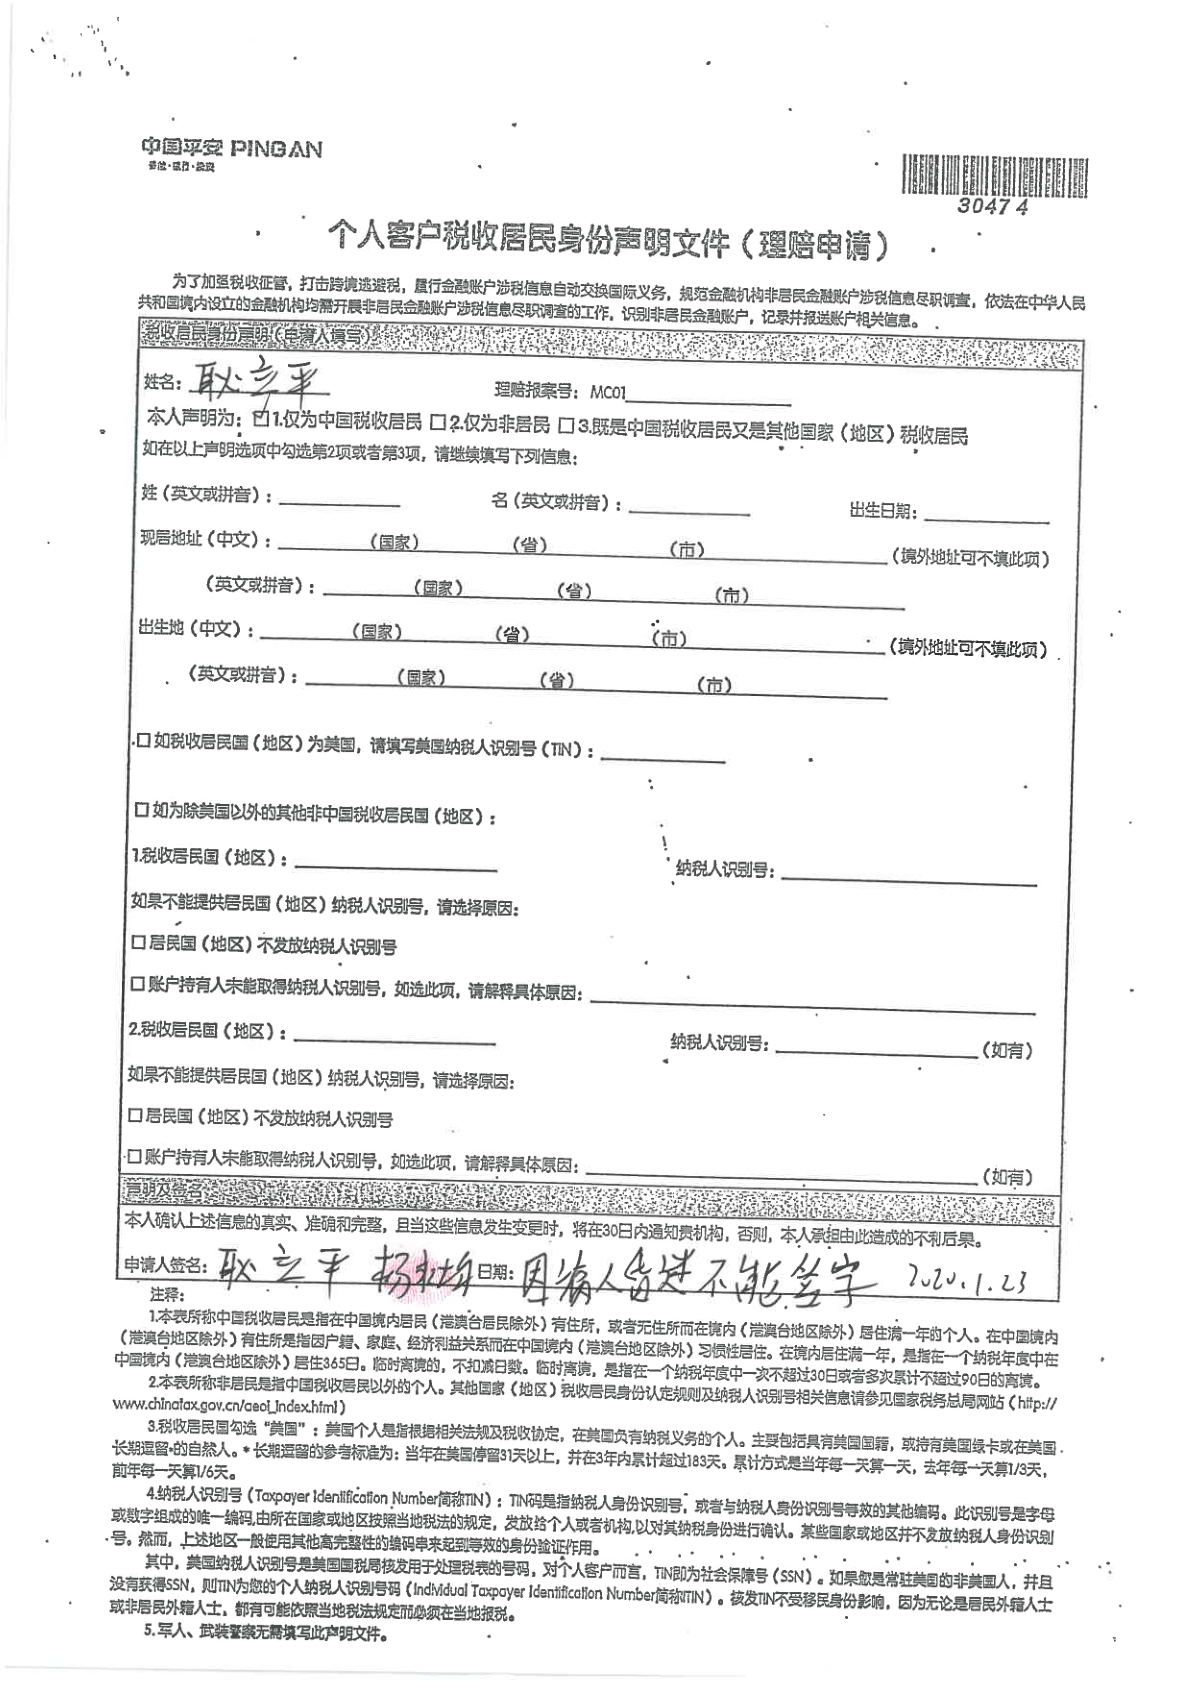 中国平安 PINGAN
金融·科技
30474
个人客户税收居民身份声明文件（理赔申请）
为了加强税收征管，打击跨境逃避税，履行金融账户涉税信息自动交换国际义务，规范金融机构非居民金融账户涉税信息尽职调查，依法在中华人民
共和国境内设立的金融机构均需开展非居民金融账户涉税信息尽职调查的工作，识别非居民金融账户，记录并报送账户相关信息。
税收居民身份声明（申请人填写）
姓名：耿立平 理赔报案号：MC01
本人声明为：☑1.仅为中国税收居民 □2.仅为非居民 □3.既是中国税收居民又是其他国家（地区）税收居民
如在以上声明选项中勾选第2项或者第3项，请继续填写下列信息：
姓（英文或拼音）： 名（英文或拼音）： 出生日期：
现居地址（中文）： （国家） （省） （市） （境外地址可不填此项）
（英文或拼音）： （国家） （省） （市）
出生地（中文）： （国家） （省） （市） （境外地址可不填此项）
（英文或拼音）： （国家） （省） （市）
□如税收居民国（地区）为美国，请填写美国纳税人识别号（TIN）：
□如为除美国以外的其他非中国税收居民国（地区）：
1.税收居民国（地区）： 纳税人识别号：
如果不能提供居民国（地区）纳税人识别号，请选择原因：
□居民国（地区）不发放纳税人识别号
□账户持有人未能取得纳税人识别号，如选此项，请解释具体原因：
2.税收居民国（地区）： 纳税人识别号： （如有）
如果不能提供居民国（地区）纳税人识别号，请选择原因：
□居民国（地区）不发放纳税人识别号
□账户持有人未能取得纳税人识别号，如选此项，请解释具体原因： （如有）
声明及签名
本人确认上述信息的真实、准确和完整，且当这些信息发生变更时，将在30日内通知贵机构，否则，本人承担由此造成的不利后果。
申请人签名：耿立平 杨 日期：因病人昏迷不能签字 2020.1.23
注释：
1.本表所称中国税收居民是指在中国境内居民（港澳台居民除外）有住所，或者无住所而在境内（港澳台地区除外）居住满一年的个人。在中国境内
（港澳台地区除外）有住所是指因户籍、家庭、经济利益关系而在中国境内（港澳台地区除外）习惯性居住。在境内居住满一年，是指在一个纳税年度中在
中国境内（港澳台地区除外）居住365日。临时离境的，不扣减日数。临时离境，是指在一个纳税年度中一次不超过30日或者多次累计不超过90日的离境。
2.本表所称非居民是指中国税收居民以外的个人。其他国家（地区）税收居民身份认定规则及纳税人识别号相关信息请参见国家税务总局网站（http://
www.chinatax.gov.cn/aeoi_index.html）
3.税收居民国勾选“美国”：美国个人是指根据相关法规及税收协定，在美国负有纳税义务的个人。主要包括具有美国国籍，或持有美国绿卡或在美国
长期逗留*的自然人。*长期逗留的参考标准为：当年在美国停留31天以上，并在3年内累计超过183天。累计方式是当年每一天算一天，去年每一天算1/3天，
前年每一天算1/6天。
4.纳税人识别号（Taxpayer Identification Number简称TIN）：TIN码是指纳税人身份识别号，或者与纳税人身份识别号等效的其他编码。此识别号是字母
或数字组成的唯一编码，由所在国家或地区按照当地税法的规定，发放给个人或者机构，以对其纳税身份进行确认。某些国家或地区并不发放纳税人身份识别
号。然而，上述地区一般使用其他高完整性的编码串来起到等效的身份验证作用。
其中，美国纳税人识别号是美国国税局核发用于处理税表的号码，对个人客户而言，TIN即为社会保障号（SSN）。如果您是常驻美国的非美国人，并且
没有获得SSN，则TIN为您的个人纳税人识别号码（Individual Taxpayer Identification Number简称ITIN）。核发TIN不受移民身份影响，因为无论是居民外籍人士
或非居民外籍人士，都有可能依照当地税法规定而必须在当地报税。
5.军人、武装警察无需填写此声明文件。